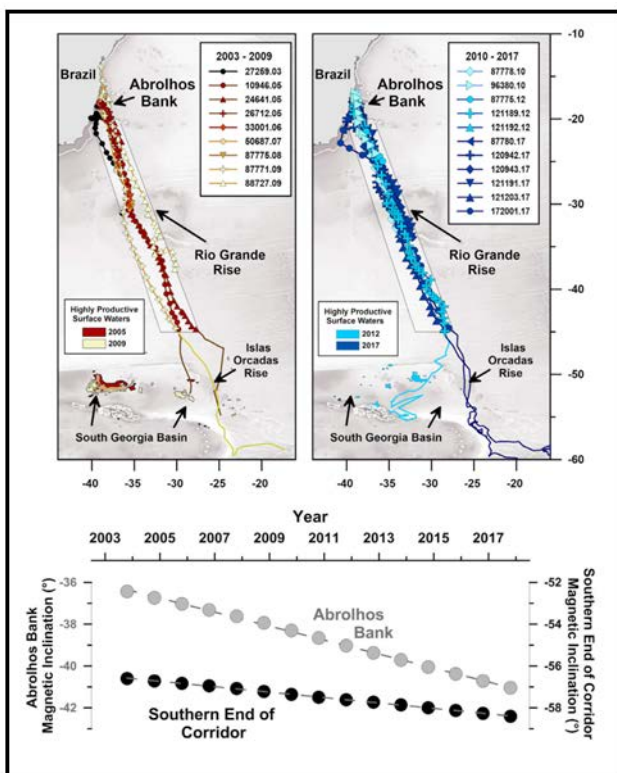 2003 - 2009
27259.03
10946.05
24641.05
26712.05
33001.06
50687.07
87775.08
87771.09
88727.09
Brazil
Abrolhos
Bank
Rio Grande
Rise
Highly Productive
Surface Waters
2005
2009
Islas
Orcadas
Rise
South Georgia Basin
-40 -35 -30 -25 -20
2010 - 2017
87778.10
96380.10
87775.12
121189.12
121192.12
87780.17
120942.17
120943.17
121191.17
121203.17
172001.17
Brazil
Abrolhos
Bank
Rio Grande
Rise
Highly Productive
Surface Waters
2012
2017
Islas
Orcadas
Rise
South Georgia Basin
-40 -35 -30 -25 -20
-10
-20
-30
-40
-50
-60
Year
2003 2005 2007 2009 2011 2013 2015 2017
Abrolhos Bank
Magnetic Inclination (°)
-36
-38
-40
-42
Abrolhos
Bank
Southern End of
Corridor
-52
-54
-56
-58
Southern End of Corridor
Magnetic Inclination (°)